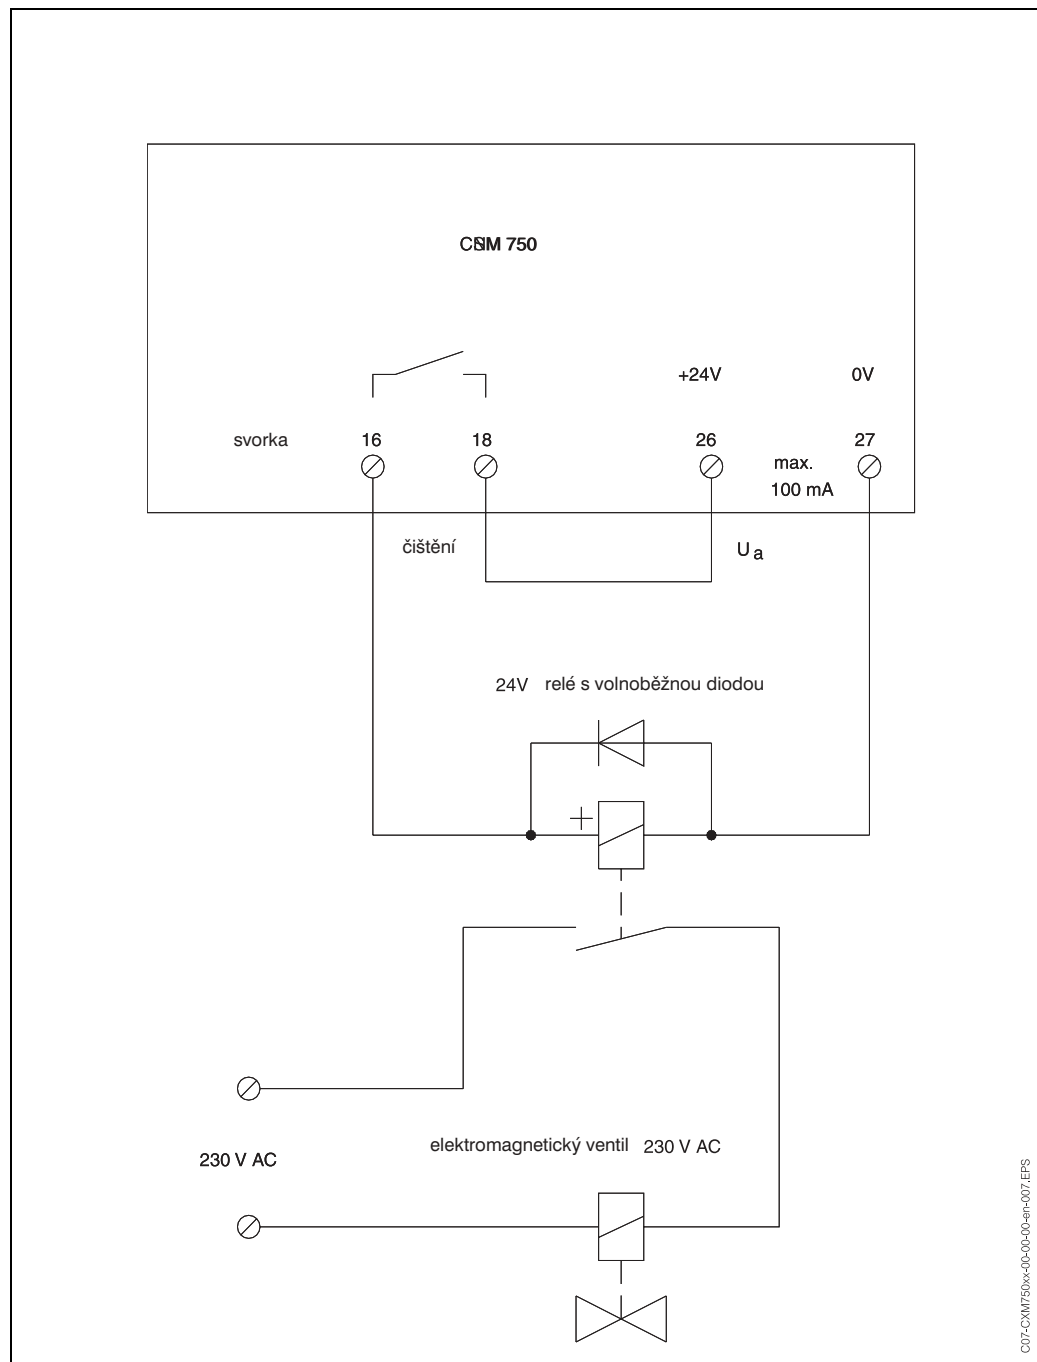 750
+24V 0V
svorka 16 18 26 27
max.
100 mA
čištění Ua
24V relé s volnoběžnou diodou
elektromagnetický ventil 230 V AC
230 V AC
C07-CXM750xx-00-00-00-en-007.EPS